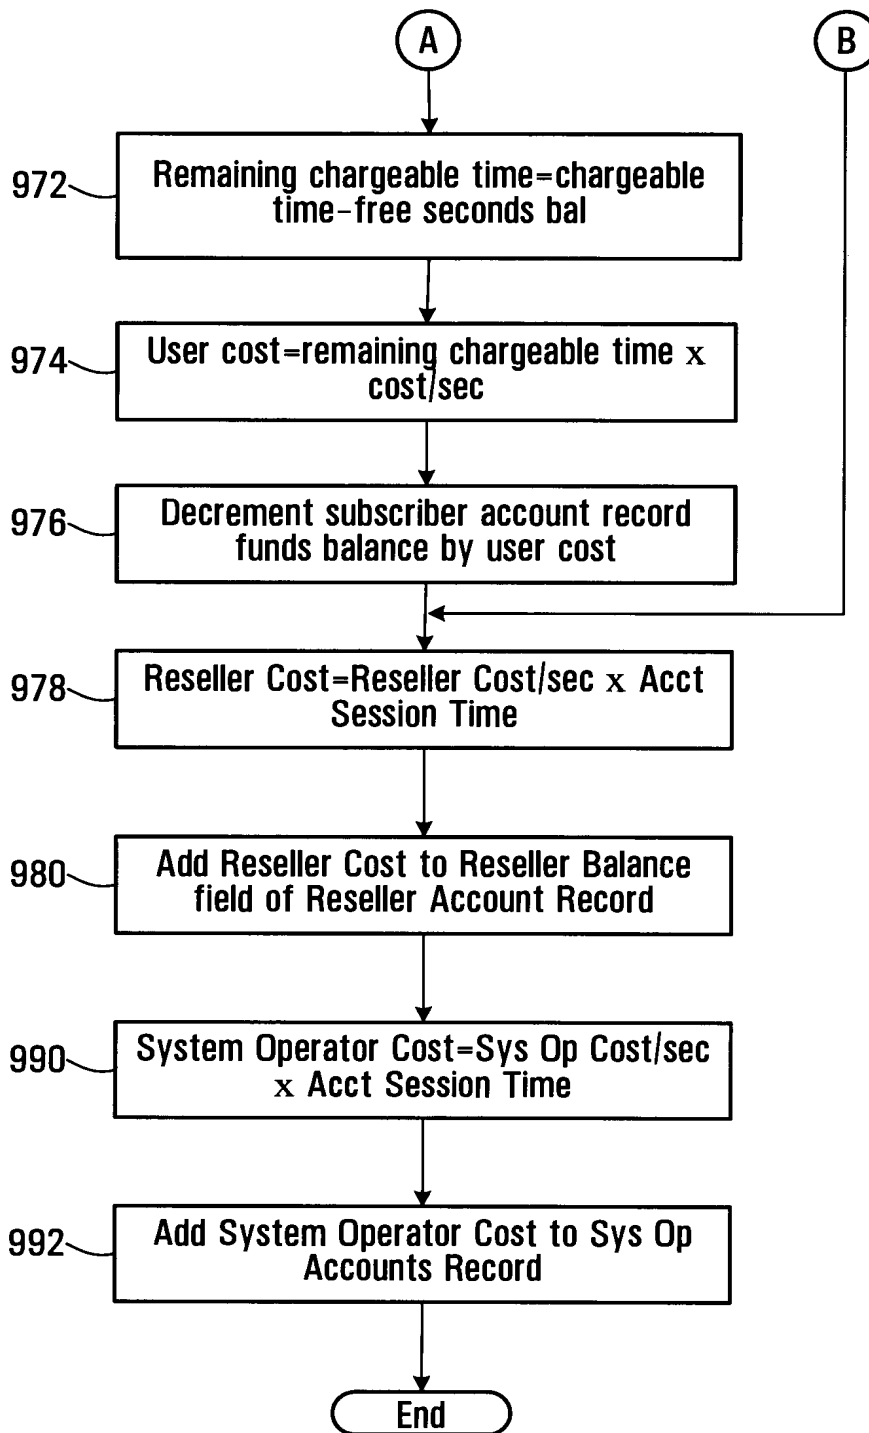 A
B
972
Remaining chargeable time=chargeable
time-free seconds bal
974
User cost=remaining chargeable time x
cost/sec
976
Decrement subscriber account record
funds balance by user cost
978
Reseller Cost=Reseller Cost/sec x Acct
Session Time
980
Add Reseller Cost to Reseller Balance
field of Reseller Account Record
990
System Operator Cost=Sys Op Cost/sec
x Acct Session Time
992
Add System Operator Cost to Sys Op
Accounts Record
End